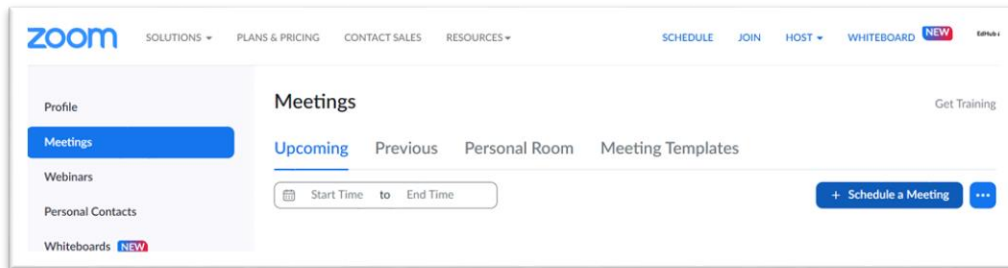 zoom SOLUTIONS PLANS & PRICING CONTACT SALES RESOURCES SCHEDULE JOIN HOST WHITEBOARD NEW
Profile
Meetings
Webinars
Personal Contacts
Whiteboards NEW
Meetings
Get Training
Upcoming Previous Personal Room Meeting Templates
Start Time to End Time
+ Schedule a Meeting